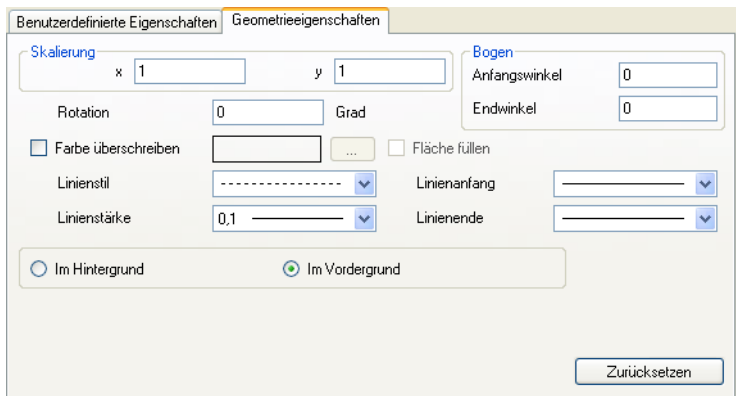 Benutzerdefinierte Eigenschaften Geometrieeigenschaften
Skalierung
x 1 y 1
Bogen
Anfangswinkel 0
Endwinkel 0
Rotation 0 Grad
Farbe überschreiben ... Fläche füllen
Linienstil Linienanfang
Linienstärke 0,1 Linienende
Im Hintergrund Im Vordergrund
Zurücksetzen